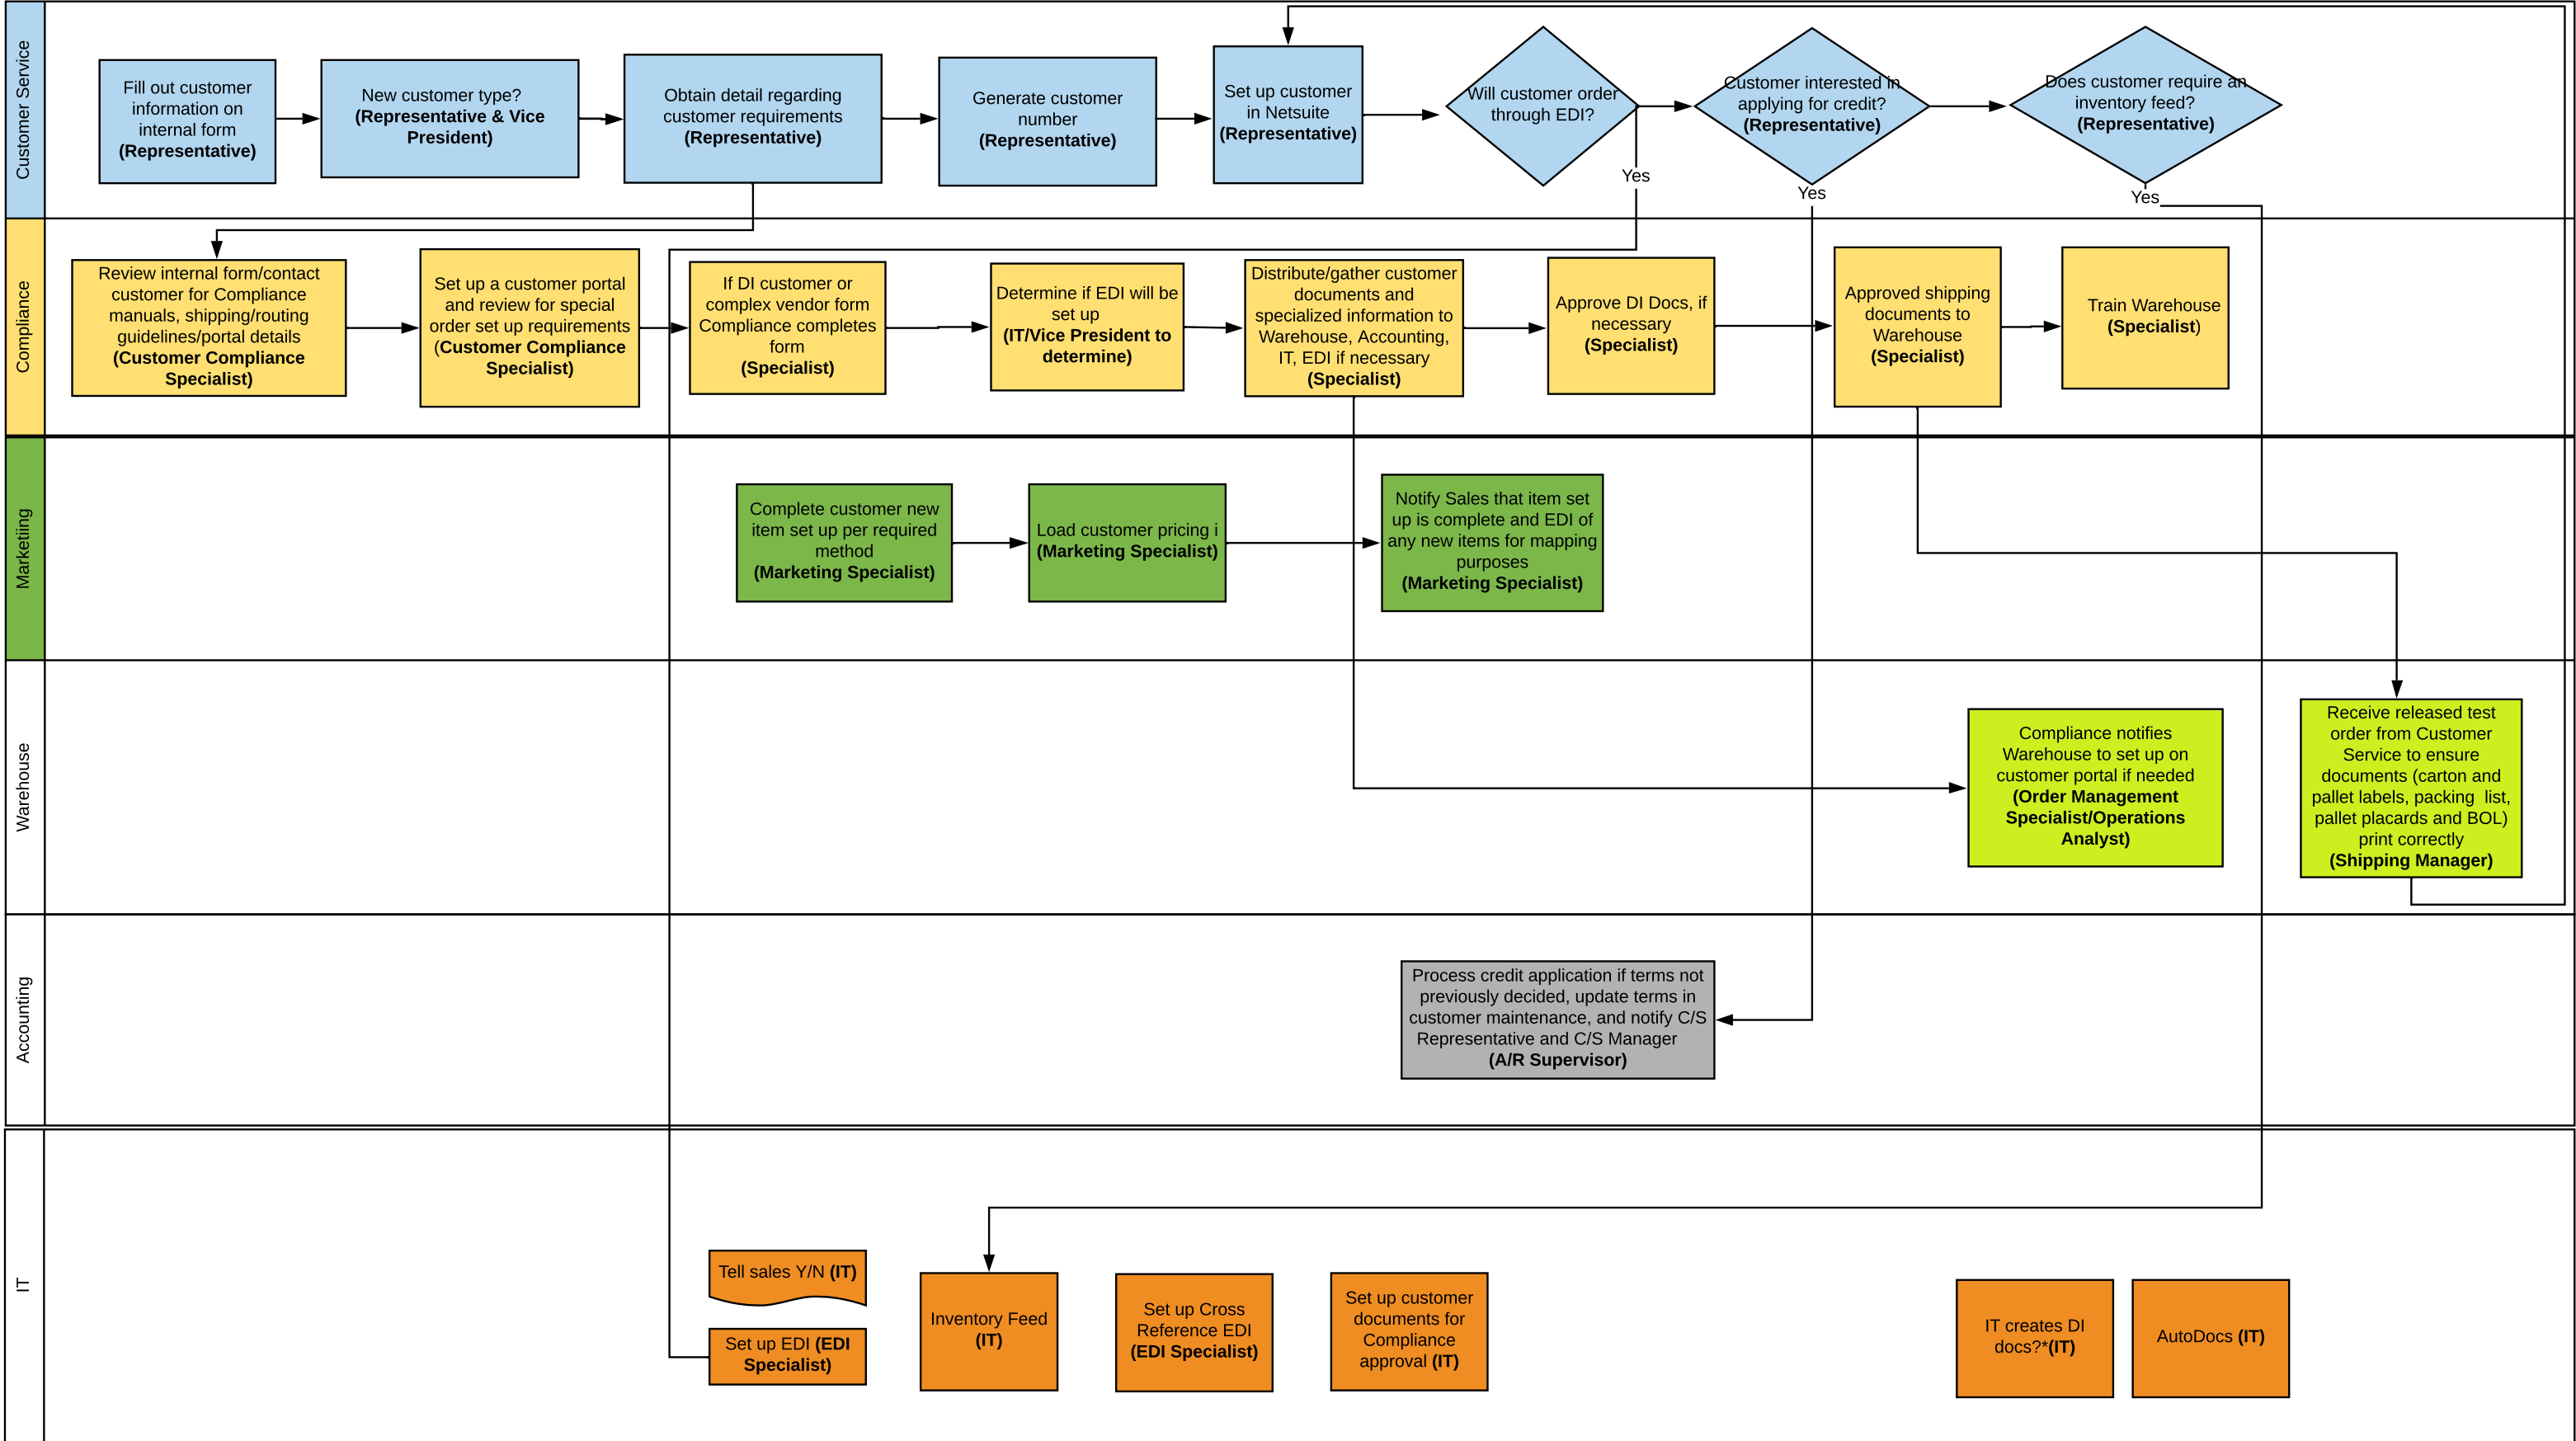 Customer Service
Fill out customer
information on
internal form
(Representative)
New customer type?
(Representative & Vice
President)
Obtain detail regarding
customer requirements
(Representative)
Generate customer
number
(Representative)
Set up customer
in Netsuite
(Representative)
Will customer order
through EDI?
Yes
Customer interested in
applying for credit?
(Representative)
Yes
Does customer require an
inventory feed?
(Representative)
Yes
Compliance
Review internal form/contact
customer for Compliance
manuals, shipping/routing
guidelines/portal details
(Customer Compliance
Specialist)
Set up a customer portal
and review for special
order set up requirements
(Customer Compliance
Specialist)
If DI customer or
complex vendor form
Compliance completes
form
(Specialist)
Determine if EDI will be
set up
(IT/Vice President to
determine)
Distribute/gather customer
documents and
specialized information to
Warehouse, Accounting,
IT, EDI if necessary
(Specialist)
Approve DI Docs, if
necessary
(Specialist)
Approved shipping
documents to
Warehouse
(Specialist)
Train Warehouse
(Specialist)
Marketing
Complete customer new
item set up per required
method
(Marketing Specialist)
Load customer pricing i
(Marketing Specialist)
Notify Sales that item set
up is complete and EDI of
any new items for mapping
purposes
(Marketing Specialist)
Warehouse
Compliance notifies
Warehouse to set up on
customer portal if needed
(Order Management
Specialist/Operations
Analyst)
Receive released test
order from Customer
Service to ensure
documents (carton and
pallet labels, packing list,
pallet placards and BOL)
print correctly
(Shipping Manager)
Accounting
Process credit application if terms not
previously decided, update terms in
customer maintenance, and notify C/S
Representative and C/S Manager
(A/R Supervisor)
IT
Tell sales Y/N (IT)
Set up EDI (EDI
Specialist)
Inventory Feed
(IT)
Set up Cross
Reference EDI
(EDI Specialist)
Set up customer
documents for
Compliance
approval (IT)
IT creates DI
docs?*(IT)
AutoDocs (IT)